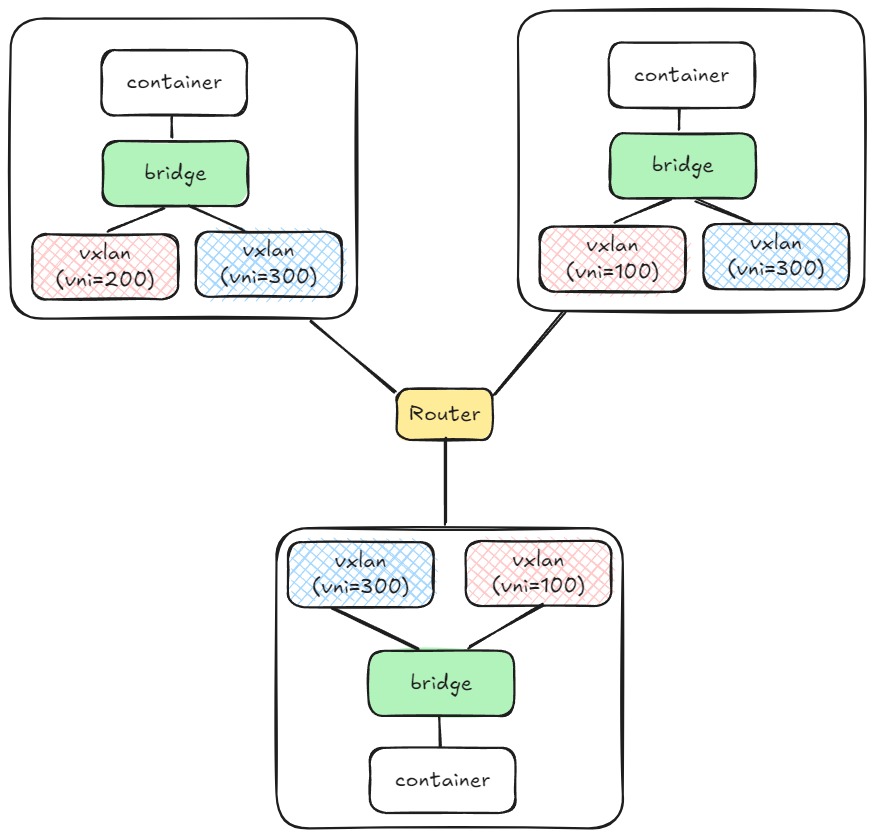 container
bridge
vxlan
(vni=200)
vxlan
(vni=300)
container
bridge
vxlan
(vni=100)
vxlan
(vni=300)
Router
vxlan
(vni=300)
vxlan
(vni=100)
bridge
container